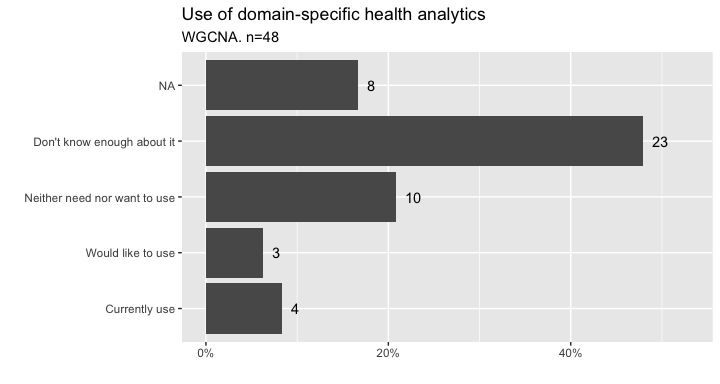 Use of domain-specific health analytics
WGCNA. n=48
NA 8
Don't know enough about it 23
Neither need nor want to use 10
Would like to use 3
Currently use 4
0% 20% 40%